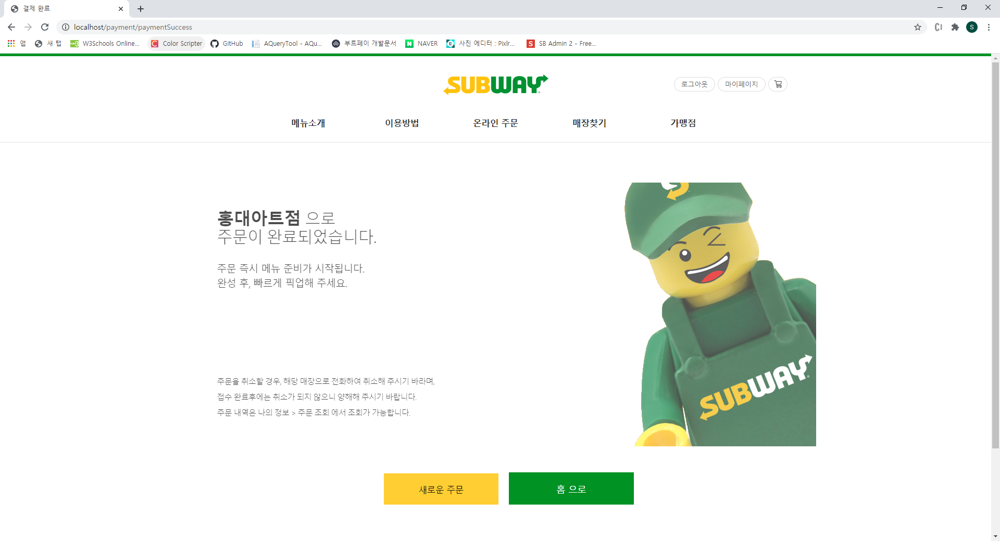 결제 완료
localhost/payment/paymentSuccess
S
앱 새 탭 W3Schools Online... Color Scripter GitHub AQueryTool - AQu... 부트페이 개발문서 NAVER 사진 에디터 : Pixlr... SB Admin 2 - Free...
SUBWAY
로그아웃 마이페이지
메뉴소개 이용방법 온라인 주문 매장찾기 가맹점
홍대아트점 으로
주문이 완료되었습니다.
주문 즉시 메뉴 준비가 시작됩니다.
완성 후, 빠르게 픽업해 주세요.
SUBWAY
주문을 취소할 경우, 해당 매장으로 전화하여 취소해 주시기 바라며,
접수 완료후에는 취소가 되지 않으니 양해해 주시기 바랍니다.
주문 내역은 나의 정보 > 주문 조회 에서 조회가 가능합니다.
새로운 주문 홈 으로